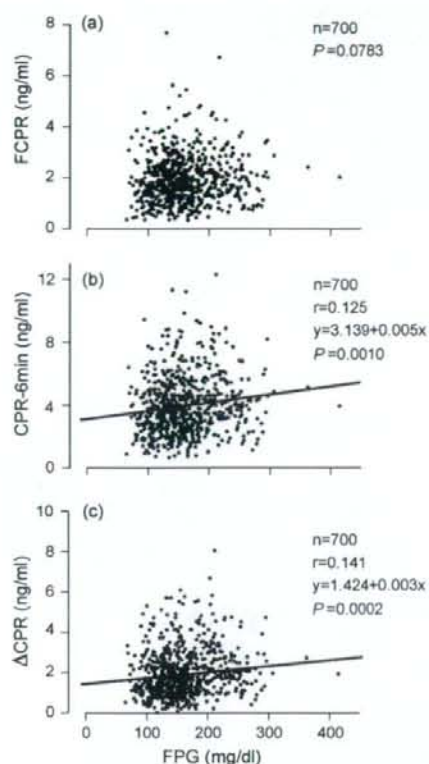 (a)
n=700
P=0.0783
FCPR (ng/ml)
8
6
4
2
0
(b)
n=700
r=0.125
y=3.139+0.005x
P=0.0010
CPR-6min (ng/ml)
12
8
4
0
(c)
n=700
r=0.141
y=1.424+0.003x
P=0.0002
ΔCPR (ng/ml)
10
8
6
4
2
0
0 100 200 300 400
FPG (mg/dl)